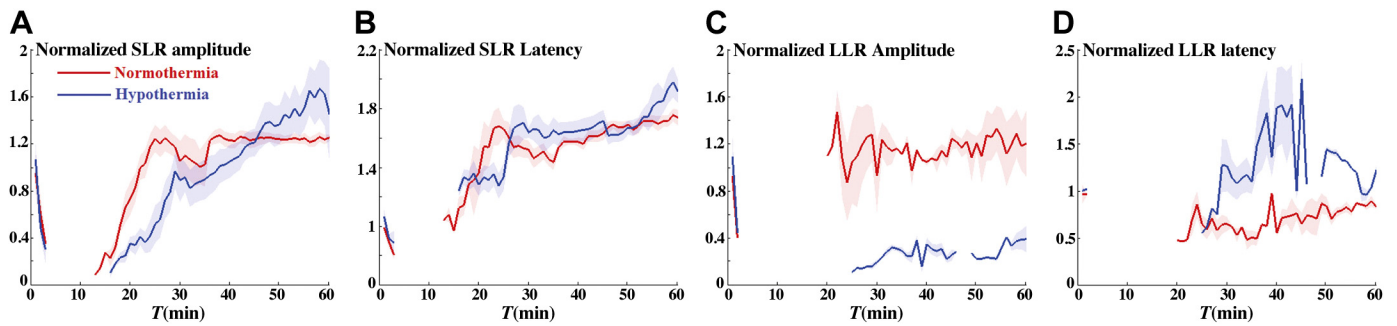 A
Normalized SLR amplitude
Normothermia
Hypothermia
2
1.6
1.2
0.8
0.4
0
0 10 20 30 40 50 60
T(min)
B
Normalized SLR Latency
2.2
1.8
1.4
1
0.6
0 10 20 30 40 50 60
T(min)
C
Normalized LLR Amplitude
2
1.6
1.2
0.8
0.4
0
0 10 20 30 40 50 60
T(min)
D
Normalized LLR latency
2.5
2
1.5
1
0.5
0
0 10 20 30 40 50 60
T(min)